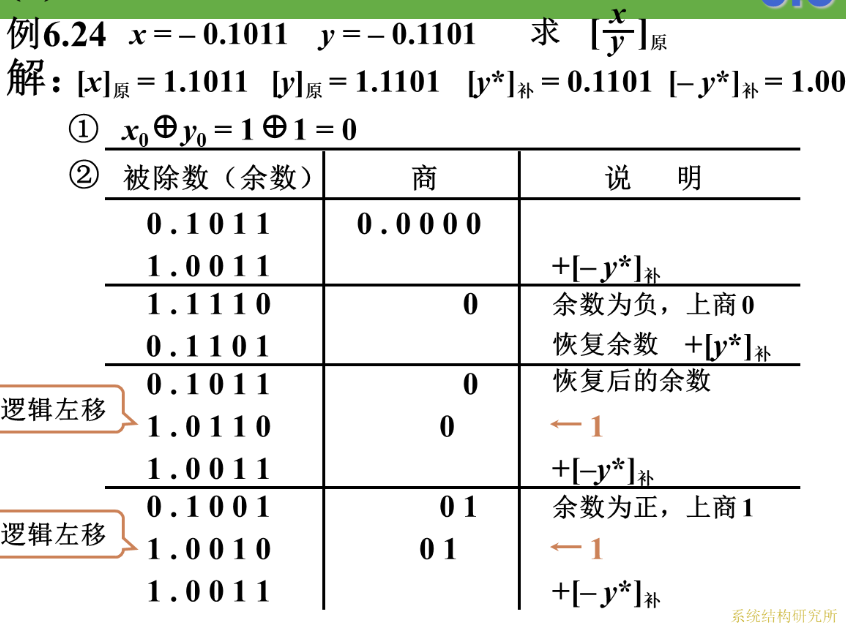 例6.24 x = – 0.1011 y = – 0.1101 求 [x/y]原
解：[x]原 = 1.1011 [y]原 = 1.1101 [y*]补 = 0.1101 [– y*]补 = 1.00
① x0 ⊕ y0 = 1 ⊕ 1 = 0
② 被除数（余数） 商 说 明
0.1011 0.0000
1.0011 +[– y*]补
1.1110 0 余数为负，上商 0
0.1101 恢复余数 +[y*]补
0.1011 0 恢复后的余数
逻辑左移 1.0110 0 ← 1
1.0011 +[–y*]补
0.1001 01 余数为正，上商 1
逻辑左移 1.0010 01 ← 1
1.0011 +[– y*]补
系统结构研究所